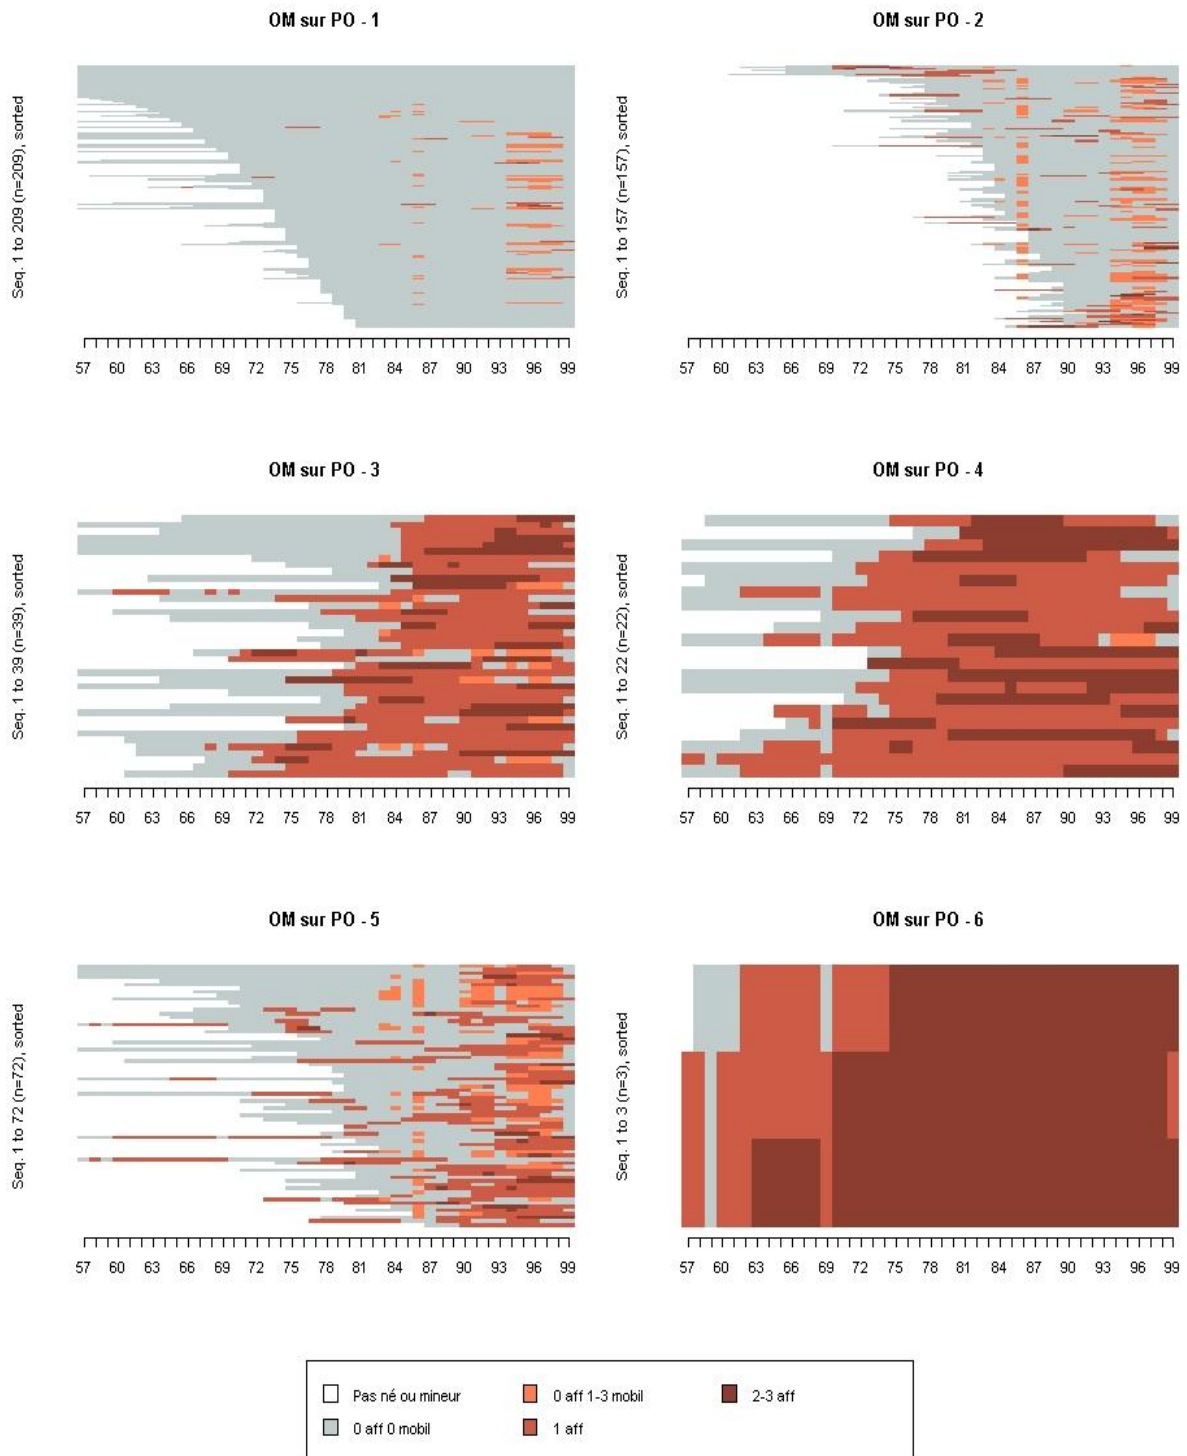 OM sur PO - 1
OM sur PO - 2
Seq. 1 to 209 (n=209), sorted
Seq. 1 to 157 (n=157), sorted
57 60 63 66 69 72 75 78 81 84 87 90 93 96 99
57 60 63 66 69 72 75 78 81 84 87 90 93 96 99
OM sur PO - 3
OM sur PO - 4
Seq. 1 to 39 (n=39), sorted
Seq. 1 to 22 (n=22), sorted
57 60 63 66 69 72 75 78 81 84 87 90 93 96 99
57 60 63 66 69 72 75 78 81 84 87 90 93 96 99
OM sur PO - 5
OM sur PO - 6
Seq. 1 to 72 (n=72), sorted
Seq. 1 to 3 (n=3), sorted
57 60 63 66 69 72 75 78 81 84 87 90 93 96 99
57 60 63 66 69 72 75 78 81 84 87 90 93 96 99
Pas né ou mineur
0 aff 1-3 mobil
2-3 aff
0 aff 0 mobil
1 aff